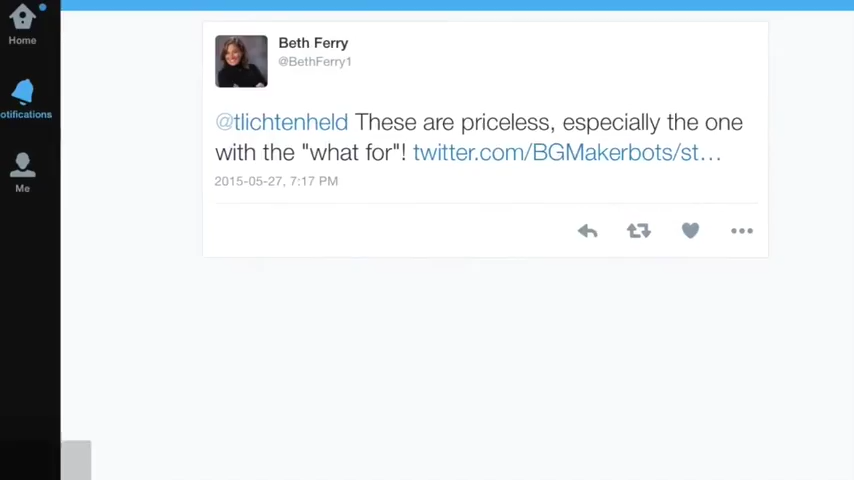 Home
otifications
Me
Beth Ferry
@BethFerry1
@tlichtenheld These are priceless, especially the one
with the "what for"! twitter.com/BGMakerbots/st...
2015-05-27, 7:17 PM